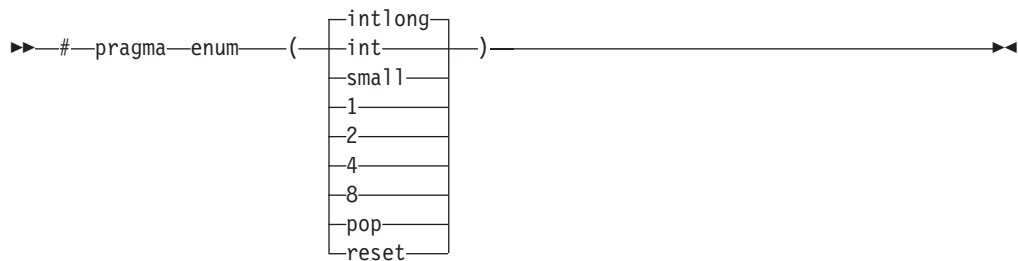 intlong
►►─#─pragma─enum─(─int─)─►◄
small
1
2
4
8
pop
reset